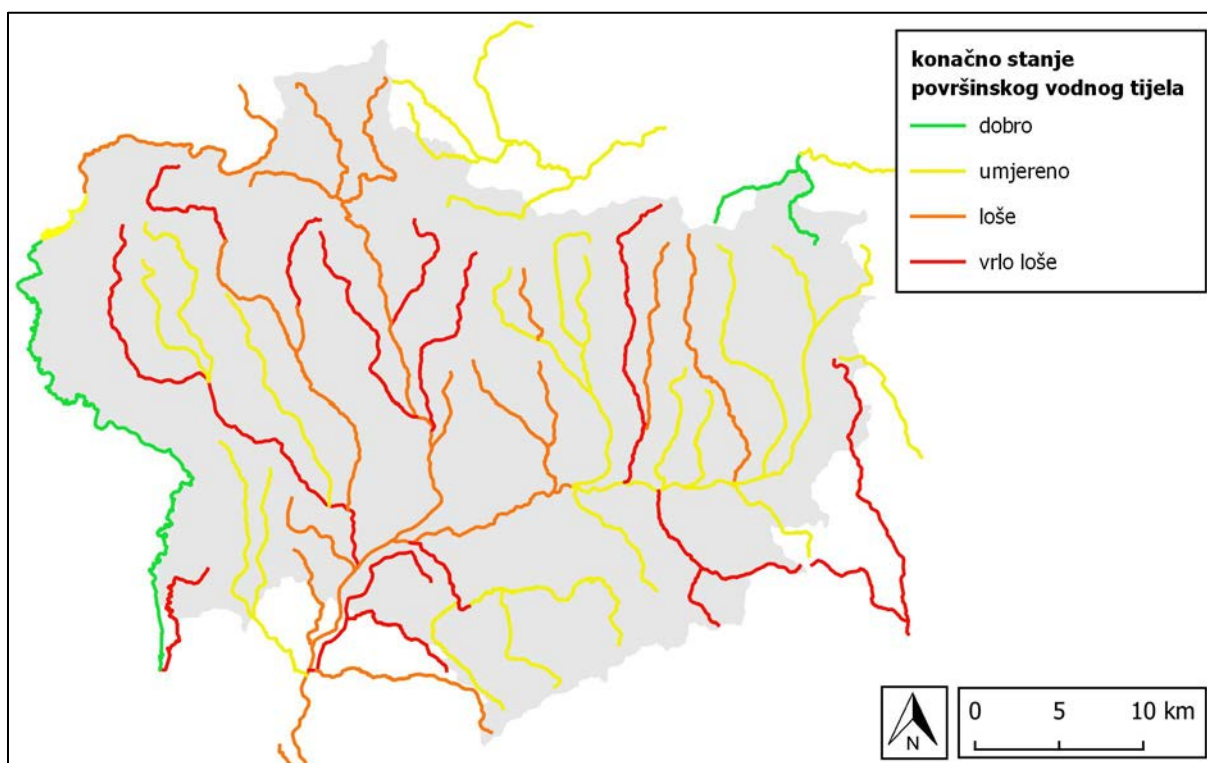 konačno stanje
površinskog vodnog tijela
dobro
umjereno
loše
vrlo loše
N
0 5 10 km